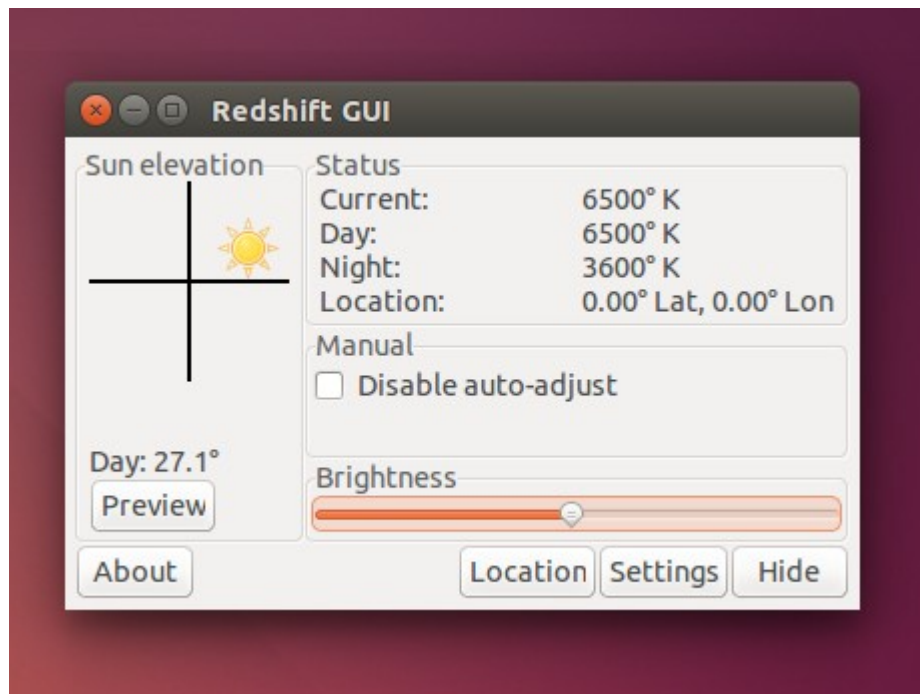 Redshift GUI
Sun elevation
Day: 27.1°
Preview
Status
Current: 6500° K
Day: 6500° K
Night: 3600° K
Location: 0.00° Lat, 0.00° Lon
Manual
Disable auto-adjust
Brightness
About
Location
Settings
Hide